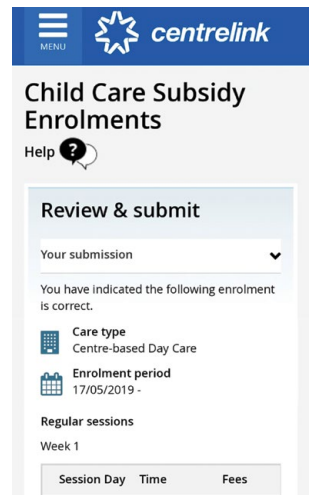 MENU
centrelink
Child Care Subsidy
Enrolments
Help ?
Review & submit
Your submission
You have indicated the following enrolment
is correct.
Care type
Centre-based Day Care
Enrolment period
17/05/2019 -
Regular sessions
Week 1
Session Day Time Fees